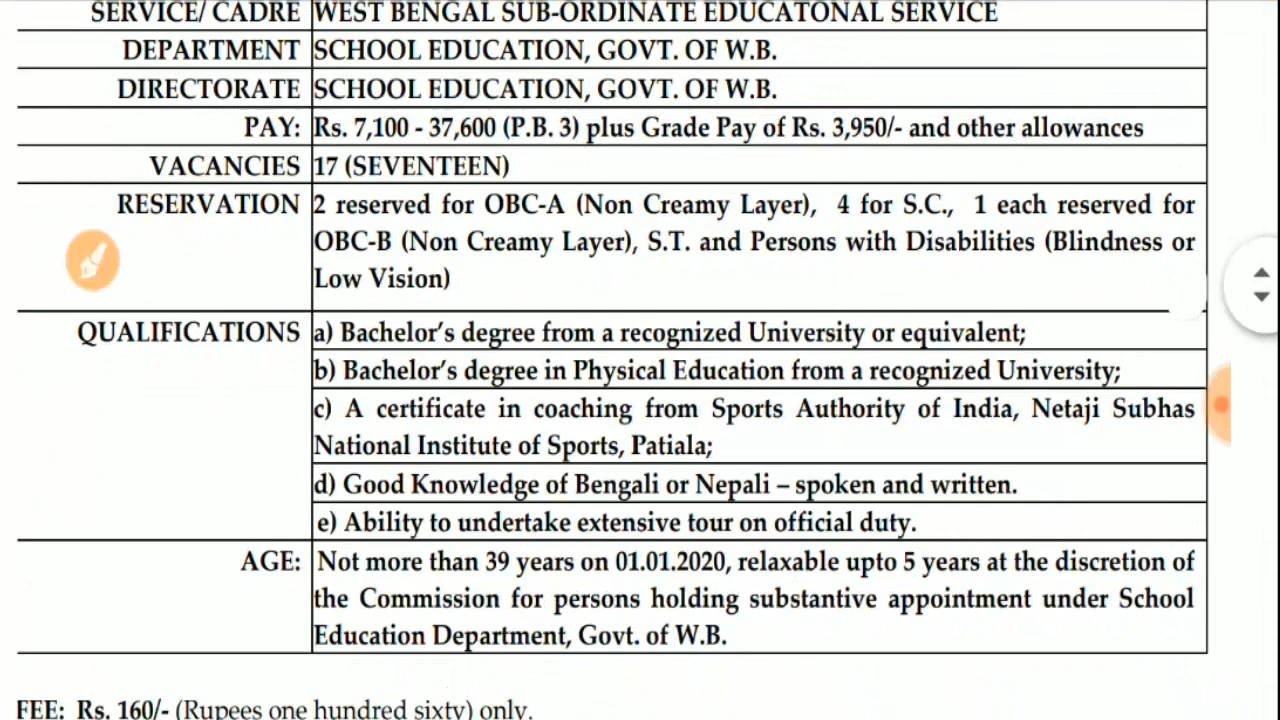 SERVICE/ CADRE WEST BENGAL SUB-ORDINATE EDUCATONAL SERVICE
DEPARTMENT SCHOOL EDUCATION, GOVT. OF W.B.
DIRECTORATE SCHOOL EDUCATION, GOVT. OF W.B.
PAY: Rs. 7,100 - 37,600 (P.B. 3) plus Grade Pay of Rs. 3,950/- and other allowances
VACANCIES 17 (SEVENTEEN)
RESERVATION 2 reserved for OBC-A (Non Creamy Layer), 4 for S.C., 1 each reserved for
OBC-B (Non Creamy Layer), S.T. and Persons with Disabilities (Blindness or
Low Vision)
QUALIFICATIONS a) Bachelor's degree from a recognized University or equivalent;
b) Bachelor's degree in Physical Education from a recognized University;
c) A certificate in coaching from Sports Authority of India, Netaji Subhas
National Institute of Sports, Patiala;
d) Good Knowledge of Bengali or Nepali – spoken and written.
e) Ability to undertake extensive tour on official duty.
AGE: Not more than 39 years on 01.01.2020, relaxable upto 5 years at the discretion of
the Commission for persons holding substantive appointment under School
Education Department, Govt. of W.B.
FEE: Rs. 160/- (Rupees one hundred sixty) only.